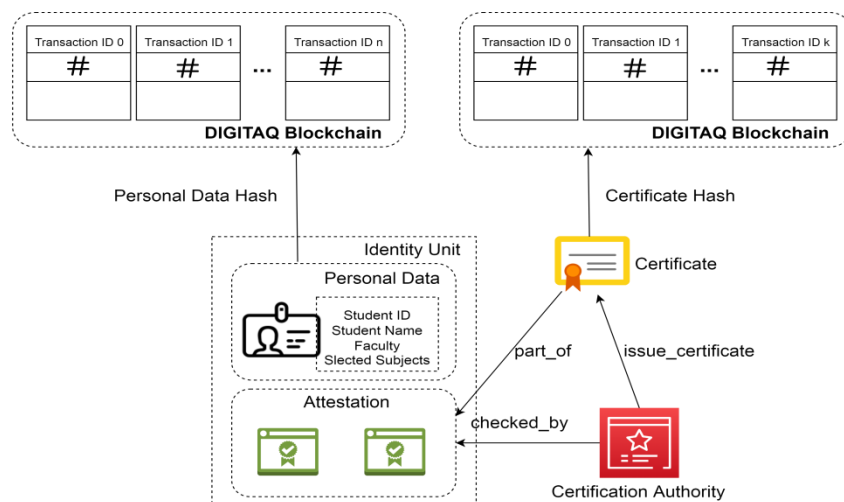 Transaction ID 0
Transaction ID 1
Transaction ID n
#
#
...
#
DIGITAQ Blockchain
Transaction ID 0
Transaction ID 1
Transaction ID k
#
#
...
#
DIGITAQ Blockchain
Personal Data Hash
Certificate Hash
Identity Unit
Personal Data
Student ID
Student Name
Faculty
Slected Subjects
Certificate
part_of
issue_certificate
Attestation
checked_by
Certification Authority